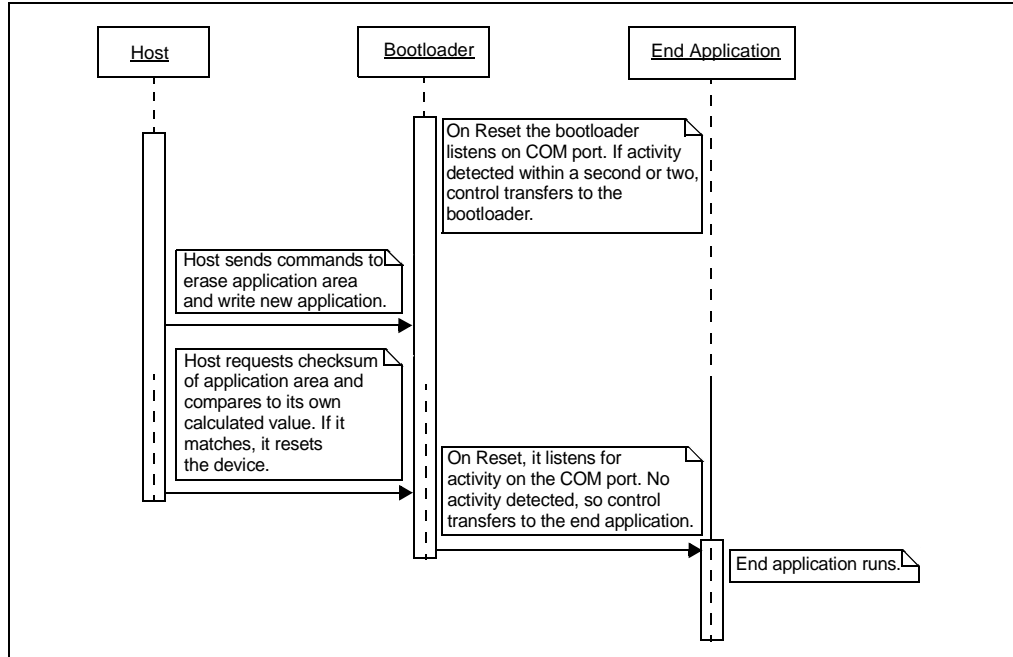 Host
Bootloader
End Application
On Reset the bootloader
listens on COM port. If activity
detected within a second or two,
control transfers to the
bootloader.
Host sends commands to
erase application area
and write new application.
Host requests checksum
of application area and
compares to its own
calculated value. If it
matches, it resets
the device.
On Reset, it listens for
activity on the COM port. No
activity detected, so control
transfers to the end application.
End application runs.